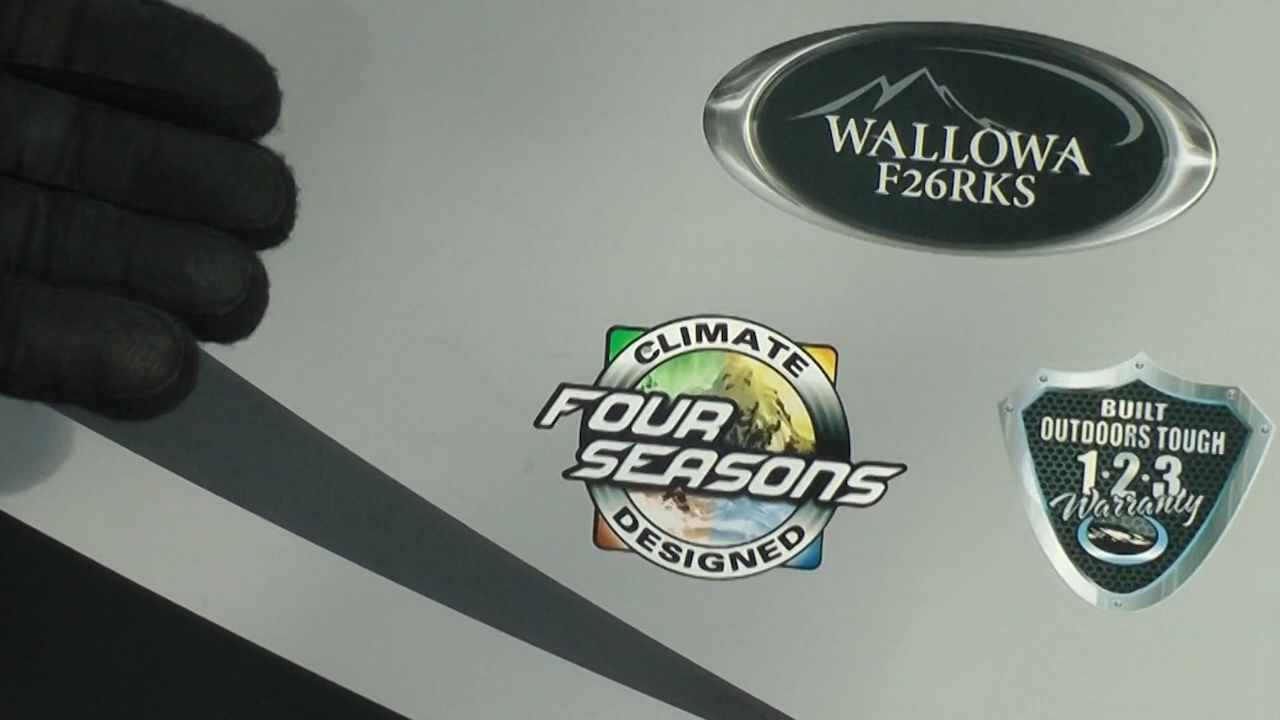 WALLOWA
F26RKS
CLIMATE
FOUR
SEASONS
DESIGNED
BUILT
OUTDOORS TOUGH
1·2·3
Warranty